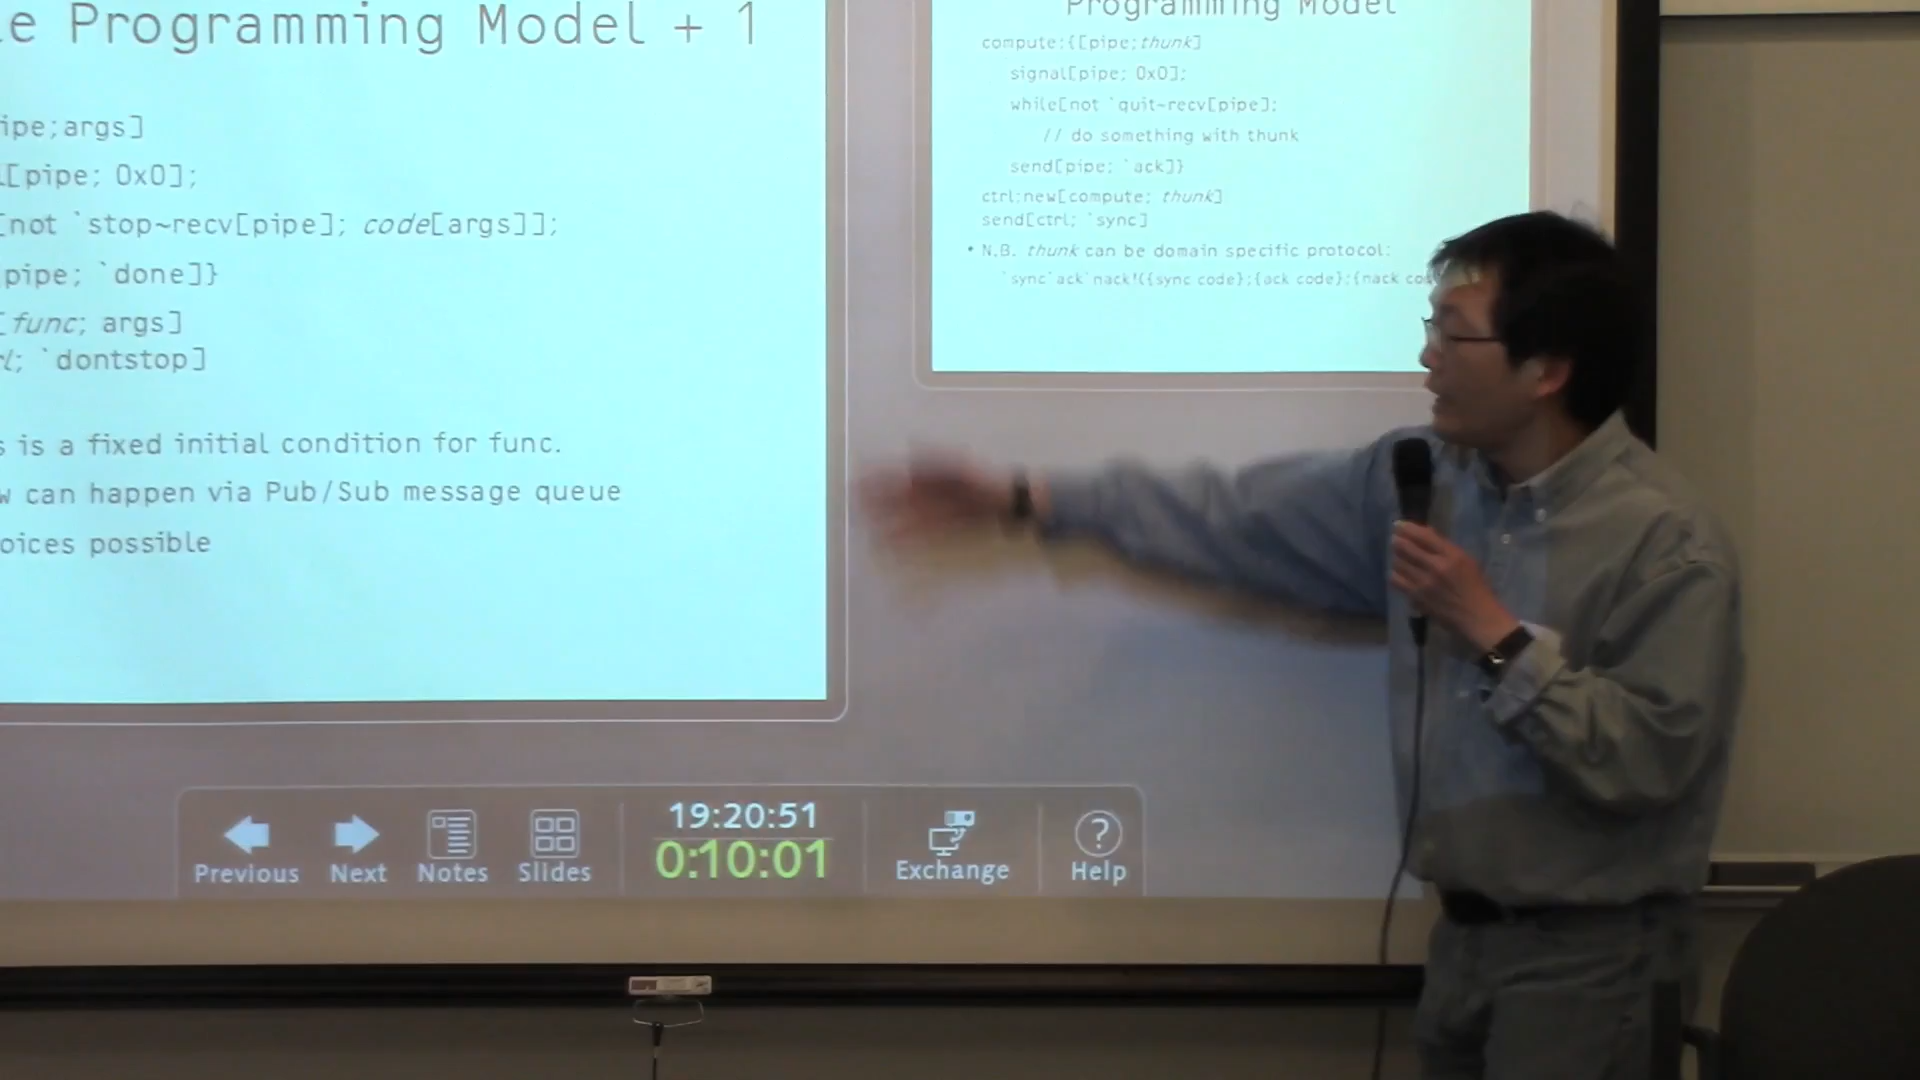 e Programming Model + 1
ipe;args]
[pipe; 0x0];
[not `stop~recv[pipe]; code[args]];
pipe; `done]}
[func; args]
; `dontstop]
s is a fixed initial condition for func.
w can happen via Pub/Sub message queue
oices possible
Programming Model
compute:{[pipe;thunk]
signal[pipe; 0x0];
while[not `quit~recv[pipe];
// do something with thunk
send[pipe; `ack]}
ctrl:new[compute; thunk]
send[ctrl; `sync]
• N.B. thunk can be domain specific protocol:
`sync`ack`nack!({sync code};{ack code};{nack co
Previous
Next
Notes
Slides
19:20:51
0:10:01
Exchange
?
Help